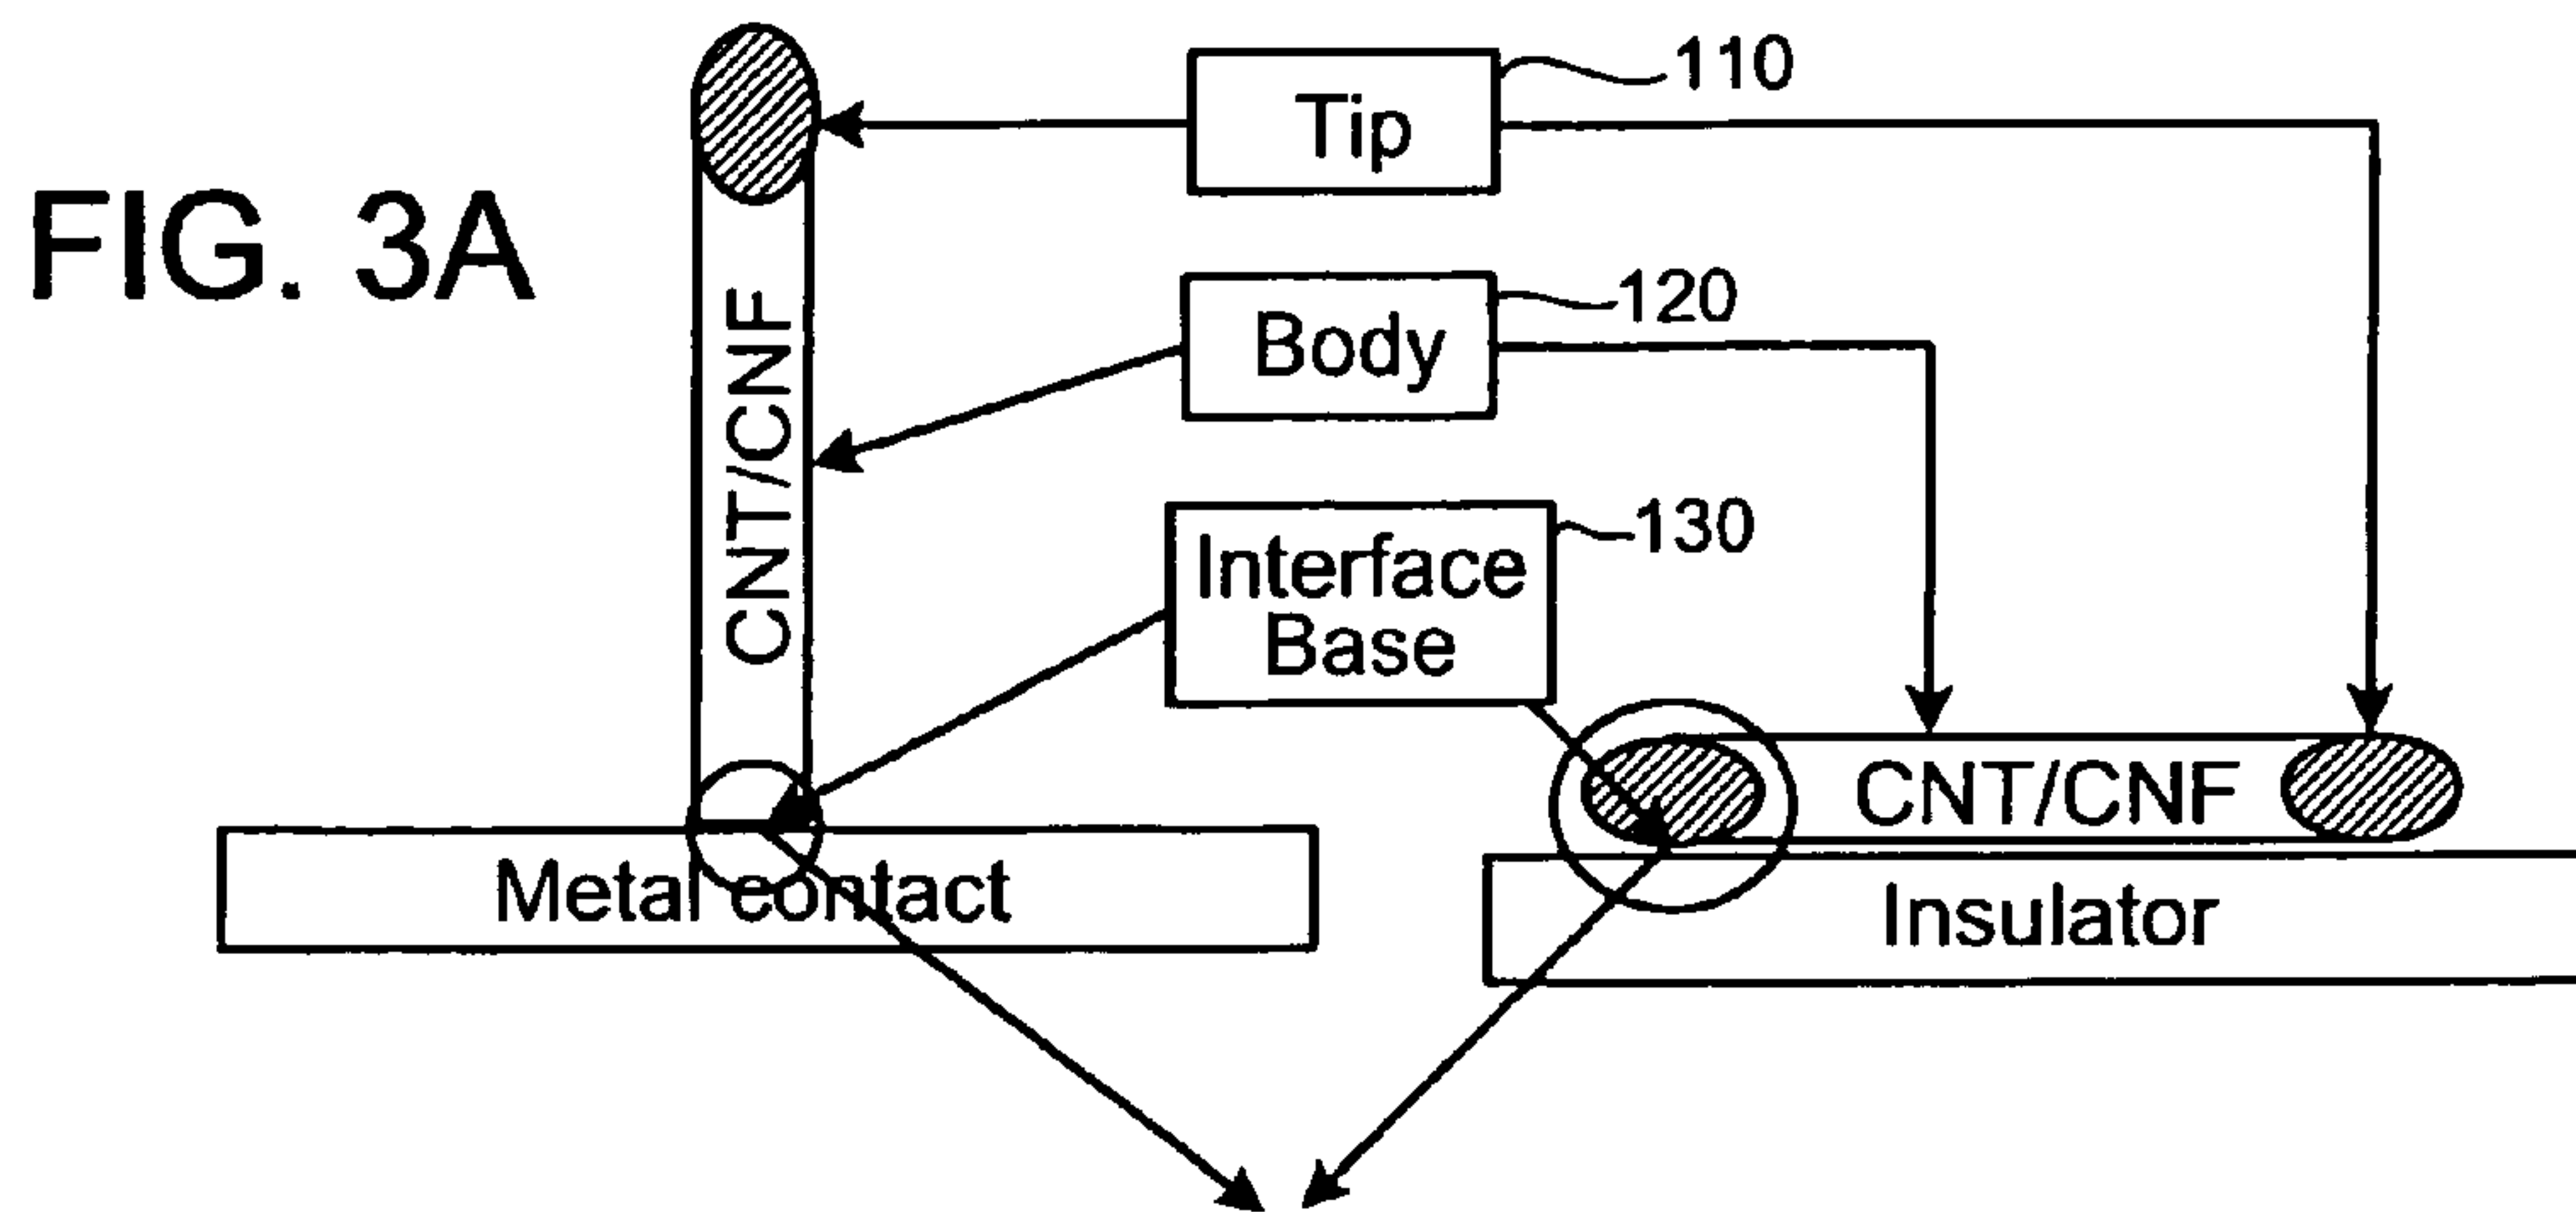 110
Tip
FIG. 3A
120
Body
CNT/CNF
130
Interface
Base
CNT/CNF
Metal contact
Insulator